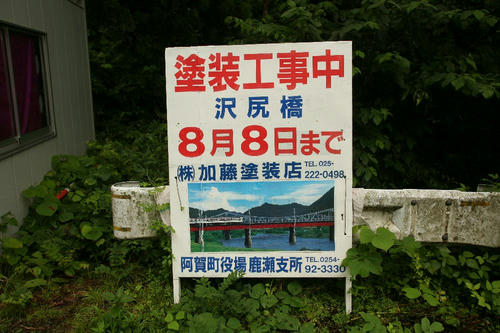 塗装工事中
沢尻橋
8月8日まで
(株)加藤塗装店 TEL.025-222-0498
阿賀町役場鹿瀬支所 TEL.0254-92-3330